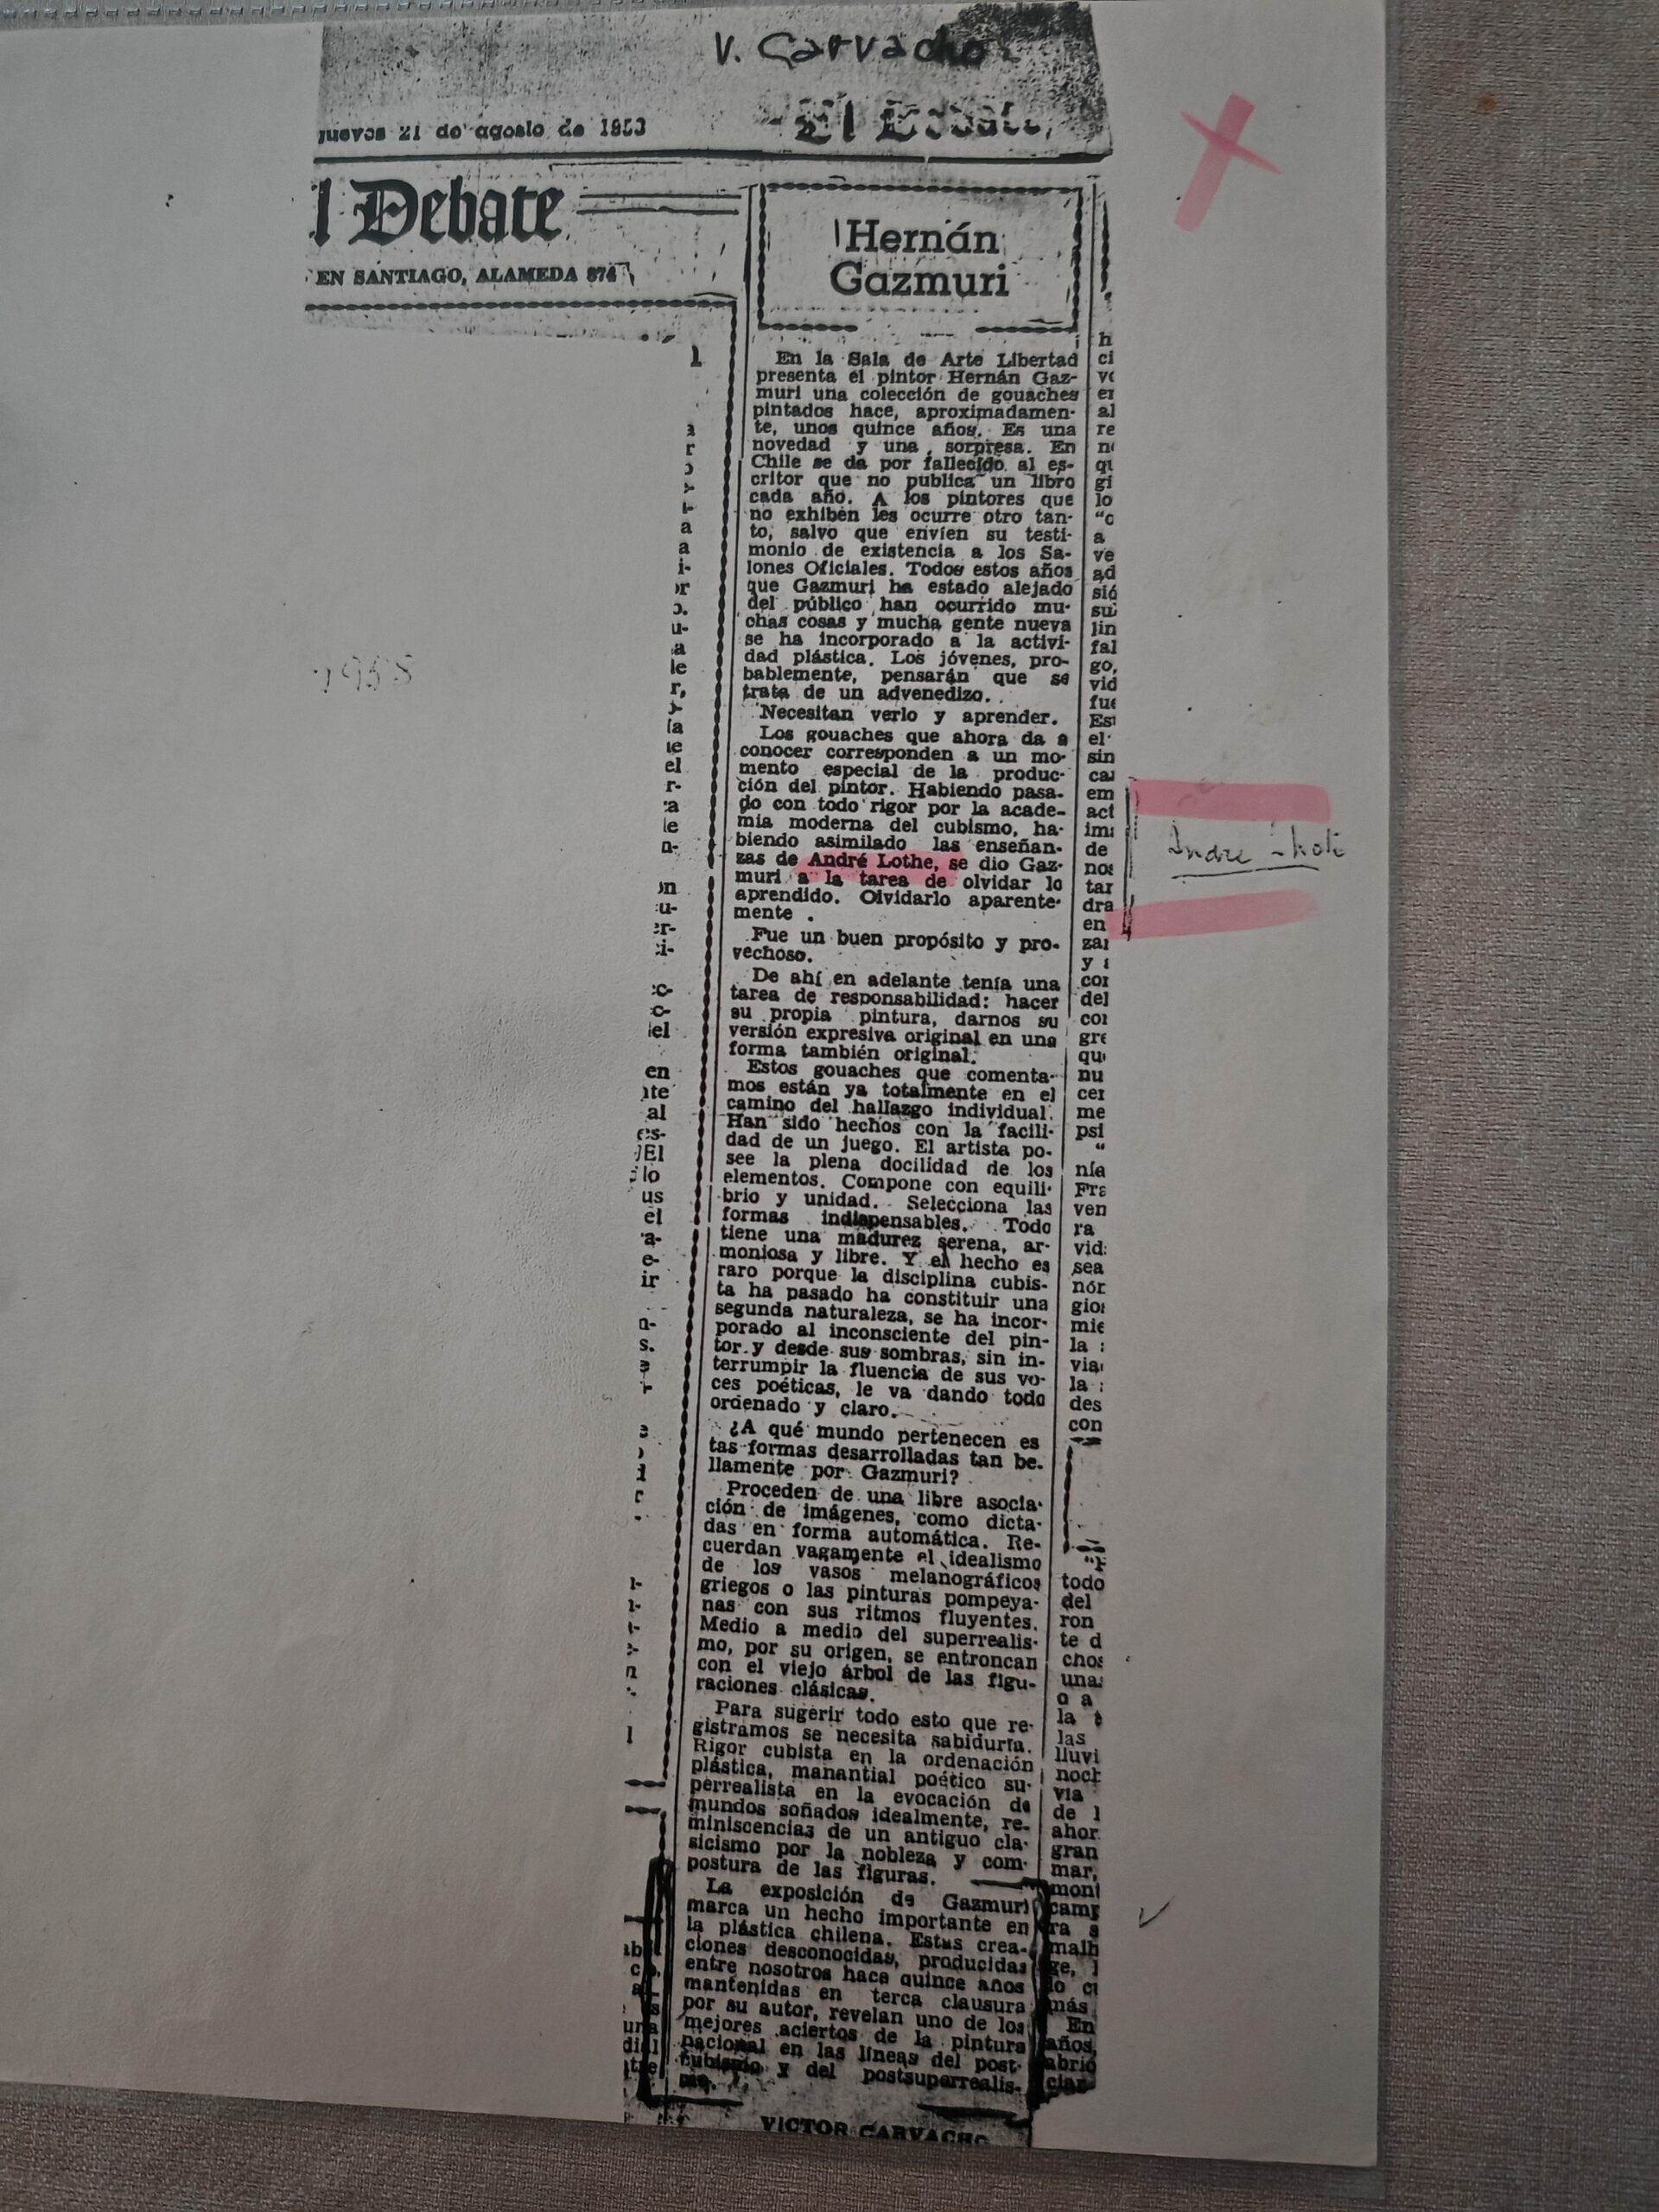 V. Carvacho
jueves 21 de agosto de 1953
El Debate,
l Debate
EN SANTIAGO, ALAMEDA 874
Hernán
Gazmuri
En la Sala de Arte Libertad
presenta el pintor Hernán Gaz-
muri una colección de gouaches
pintados hace, aproximadamen-
te, unos quince años. Es una
novedad y una sorpresa. En
Chile se da por fallecido al es-
critor que no publica un libro
cada año. A los pintores que
no exhiben les ocurre otro tan-
to, salvo que envíen su testi-
monio de existencia a los Sa-
lones Oficiales. Todos estos años
que Gazmuri ha estado alejado
del público han ocurrido mu-
chas cosas y mucha gente nueva
se ha incorporado a la activi-
dad plástica. Los jóvenes, pro-
bablemente, pensarán que se
trata de un advenedizo.
Necesitan verlo y aprender.
Los gouaches que ahora da a
conocer corresponden a un mo-
mento especial de la produc-
ción del pintor. Habiendo pasa-
do con todo rigor por la acade-
mia moderna del cubismo, ha-
biendo asimilado las enseñan-
zas de André Lothe, se dio Gaz-
muri a la tarea de olvidar lo
aprendido. Olvidarlo aparente-
mente .
Fue un buen propósito y pro-
vechoso.
De ahí en adelante tenía una
tarea de responsabilidad: hacer
su propia pintura, darnos su
versión expresiva original en una
forma también original.
Estos gouaches que comenta-
mos están ya totalmente en el
camino del hallazgo individual.
Han sido hechos con la facili-
dad de un juego. El artista po-
see la plena docilidad de los
elementos. Compone con equili-
brio y unidad. Selecciona las
formas indispensables. Todo
tiene una madurez serena, ar-
moniosa y libre. Y el hecho es
raro porque la disciplina cubis-
ta ha pasado ha constituir una
segunda naturaleza, se ha incor-
porado al inconsciente del pin-
tor y desde sus sombras, sin in-
terrumpir la fluencia de sus vo-
ces poéticas, le va dando todo
ordenado y claro.
¿A qué mundo pertenecen es
tas formas desarrolladas tan be-
llamente por Gazmuri?
Proceden de una libre asocia-
ción de imágenes, como dicta-
das en forma automática. Re-
cuerdan vagamente el idealismo
de los vasos melanográficos
griegos o las pinturas pompeya-
nas con sus ritmos fluyentes.
Medio a medio del superrealis-
mo, por su origen, se entroncan
con el viejo árbol de las figu-
raciones clásicas.
Para sugerir todo esto que re-
gistramos se necesita sabiduría.
Rigor cubista en la ordenación
plástica, manantial poético su-
perrealista en la evocación de
mundos soñados idealmente, re-
miniscencias de un antiguo cla-
sicismo por la nobleza y com-
postura de las figuras.
La exposición de Gazmuri
marca un hecho importante en
la plástica chilena. Estas crea-
ciones desconocidas, producidas
entre nosotros hace quince años
mantenidas en terca clausura
por su autor, revelan uno de los
mejores aciertos de la pintura
nacional en las líneas del post-
cubismo y del postsuperrealis-
mo.
VICTOR CARVACHO
1958
Andre